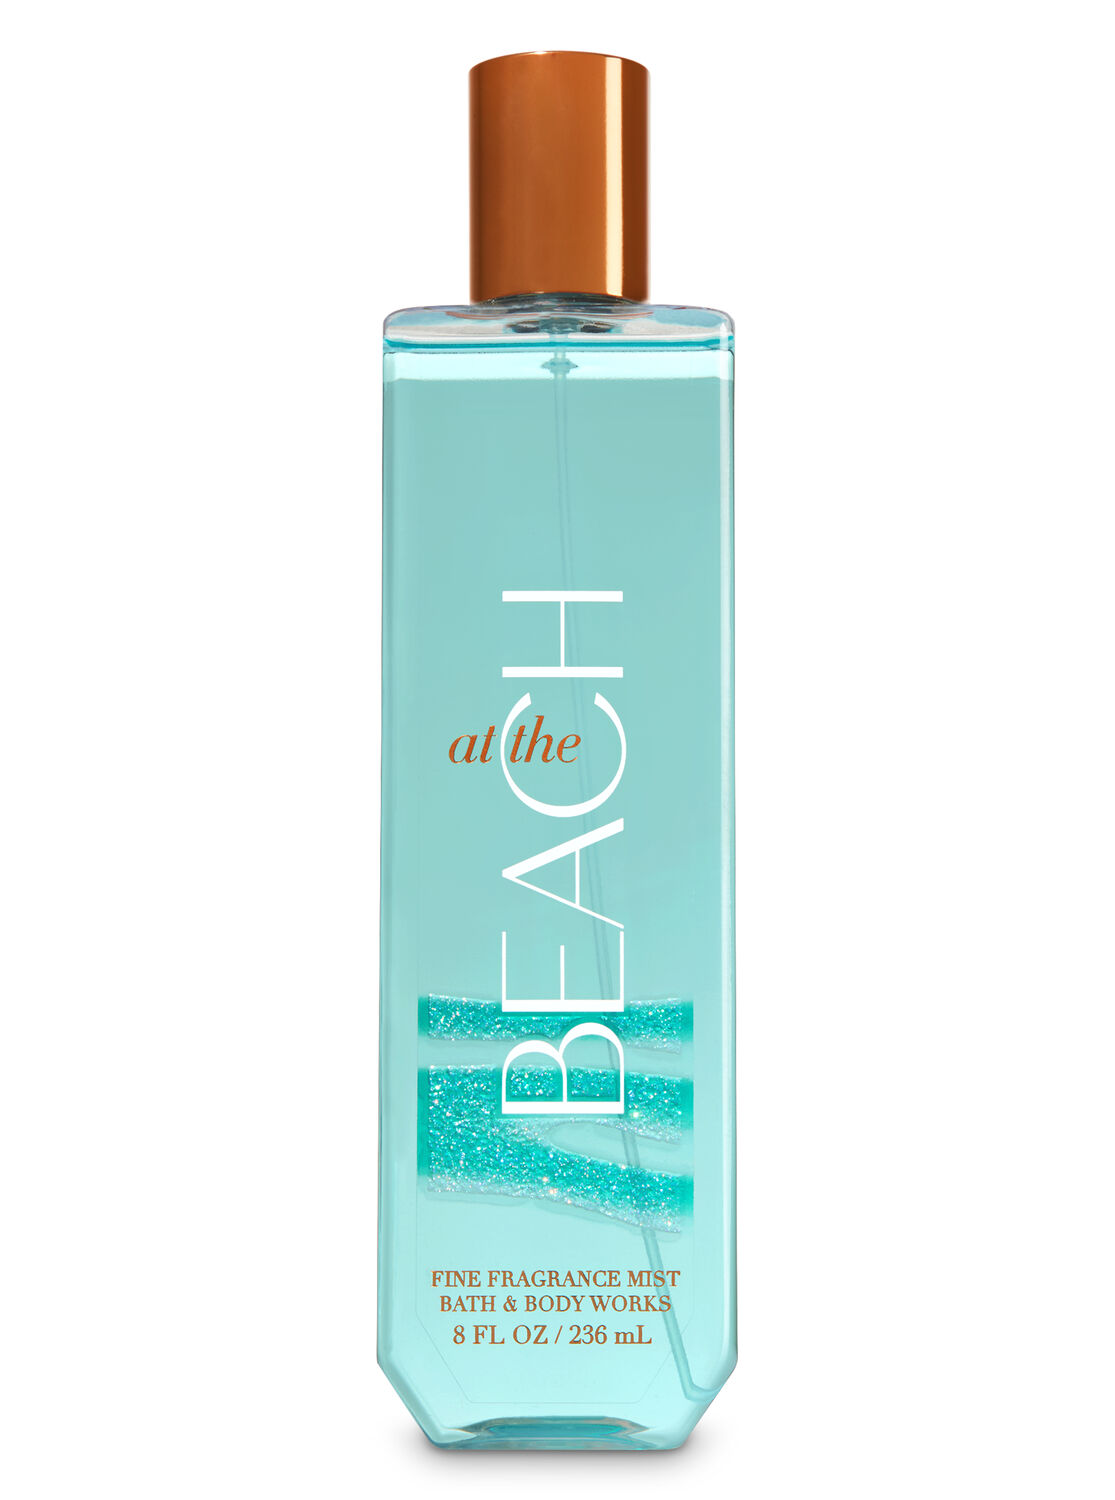 at the
BEACH
FINE FRAGRANCE MIST
BATH & BODY WORKS
8 FL OZ / 236 mL